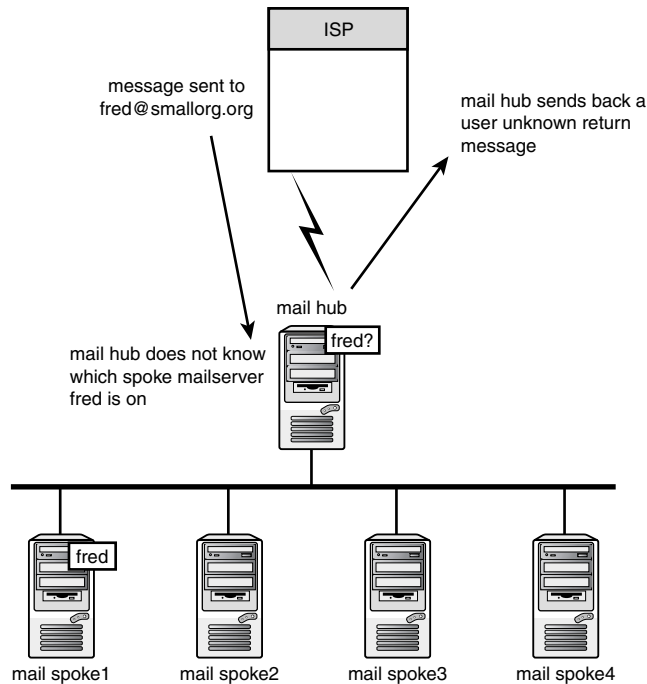 ISP
message sent to
fred@smallorg.org
mail hub sends back a
user unknown return
message
mail hub
fred?
mail hub does not know
which spoke mailserver
fred is on
fred
mail spoke1
mail spoke2
mail spoke3
mail spoke4